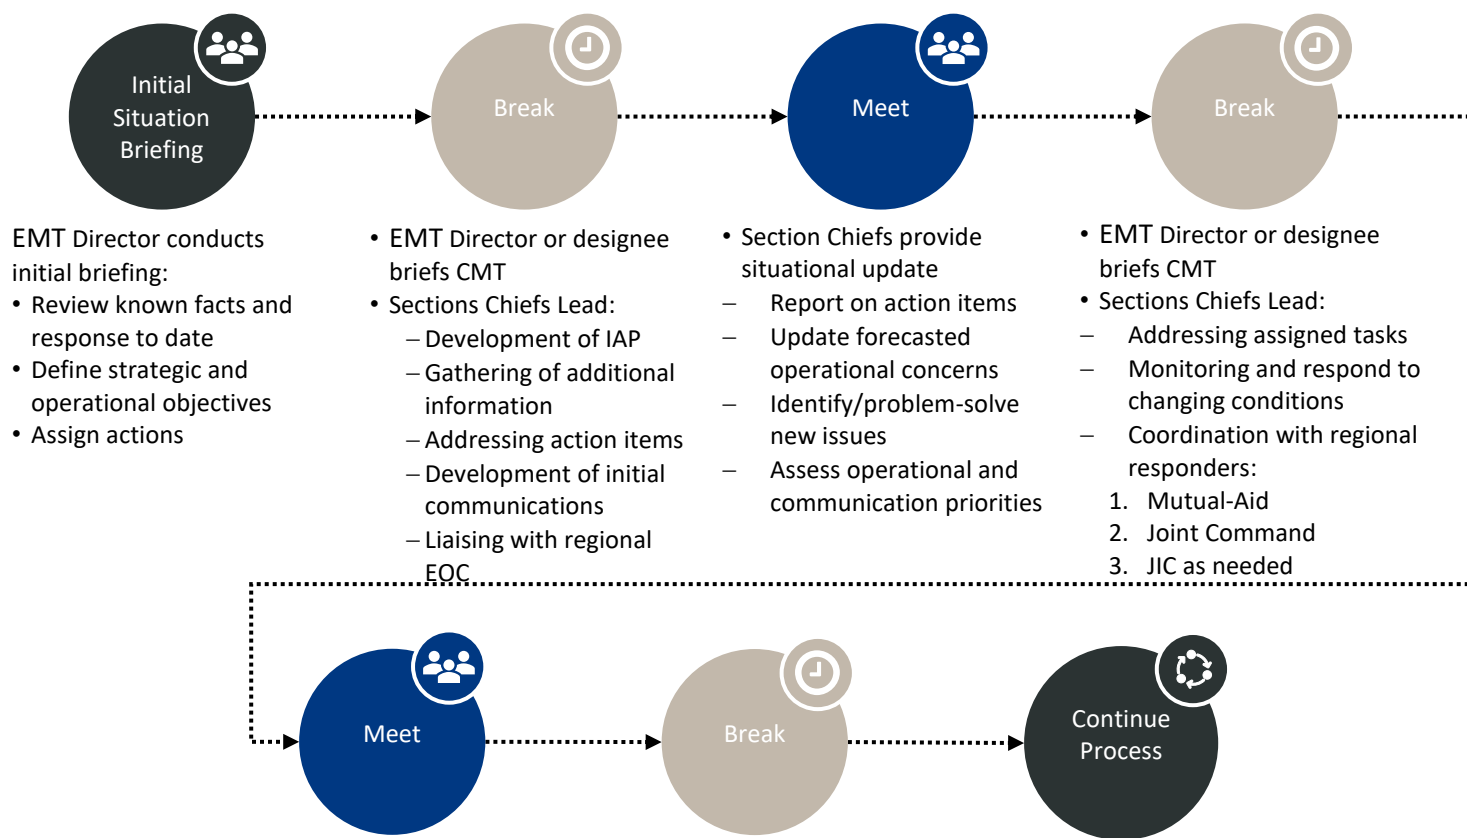 Initial
Situation
Briefing
Break
Meet
Break
EMT Director conducts
initial briefing:
• Review known facts and
response to date
• Define strategic and
operational objectives
• Assign actions
• EMT Director or designee
briefs CMT
• Sections Chiefs Lead:
– Development of IAP
– Gathering of additional
information
– Addressing action items
– Development of initial
communications
– Liaising with regional
EOC
• Section Chiefs provide
situational update
– Report on action items
– Update forecasted
operational concerns
– Identify/problem-solve
new issues
– Assess operational and
communication priorities
• EMT Director or designee
briefs CMT
• Sections Chiefs Lead:
– Addressing assigned tasks
– Monitoring and respond to
changing conditions
– Coordination with regional
responders:
1. Mutual-Aid
2. Joint Command
3. JIC as needed
Meet
Break
Continue
Process